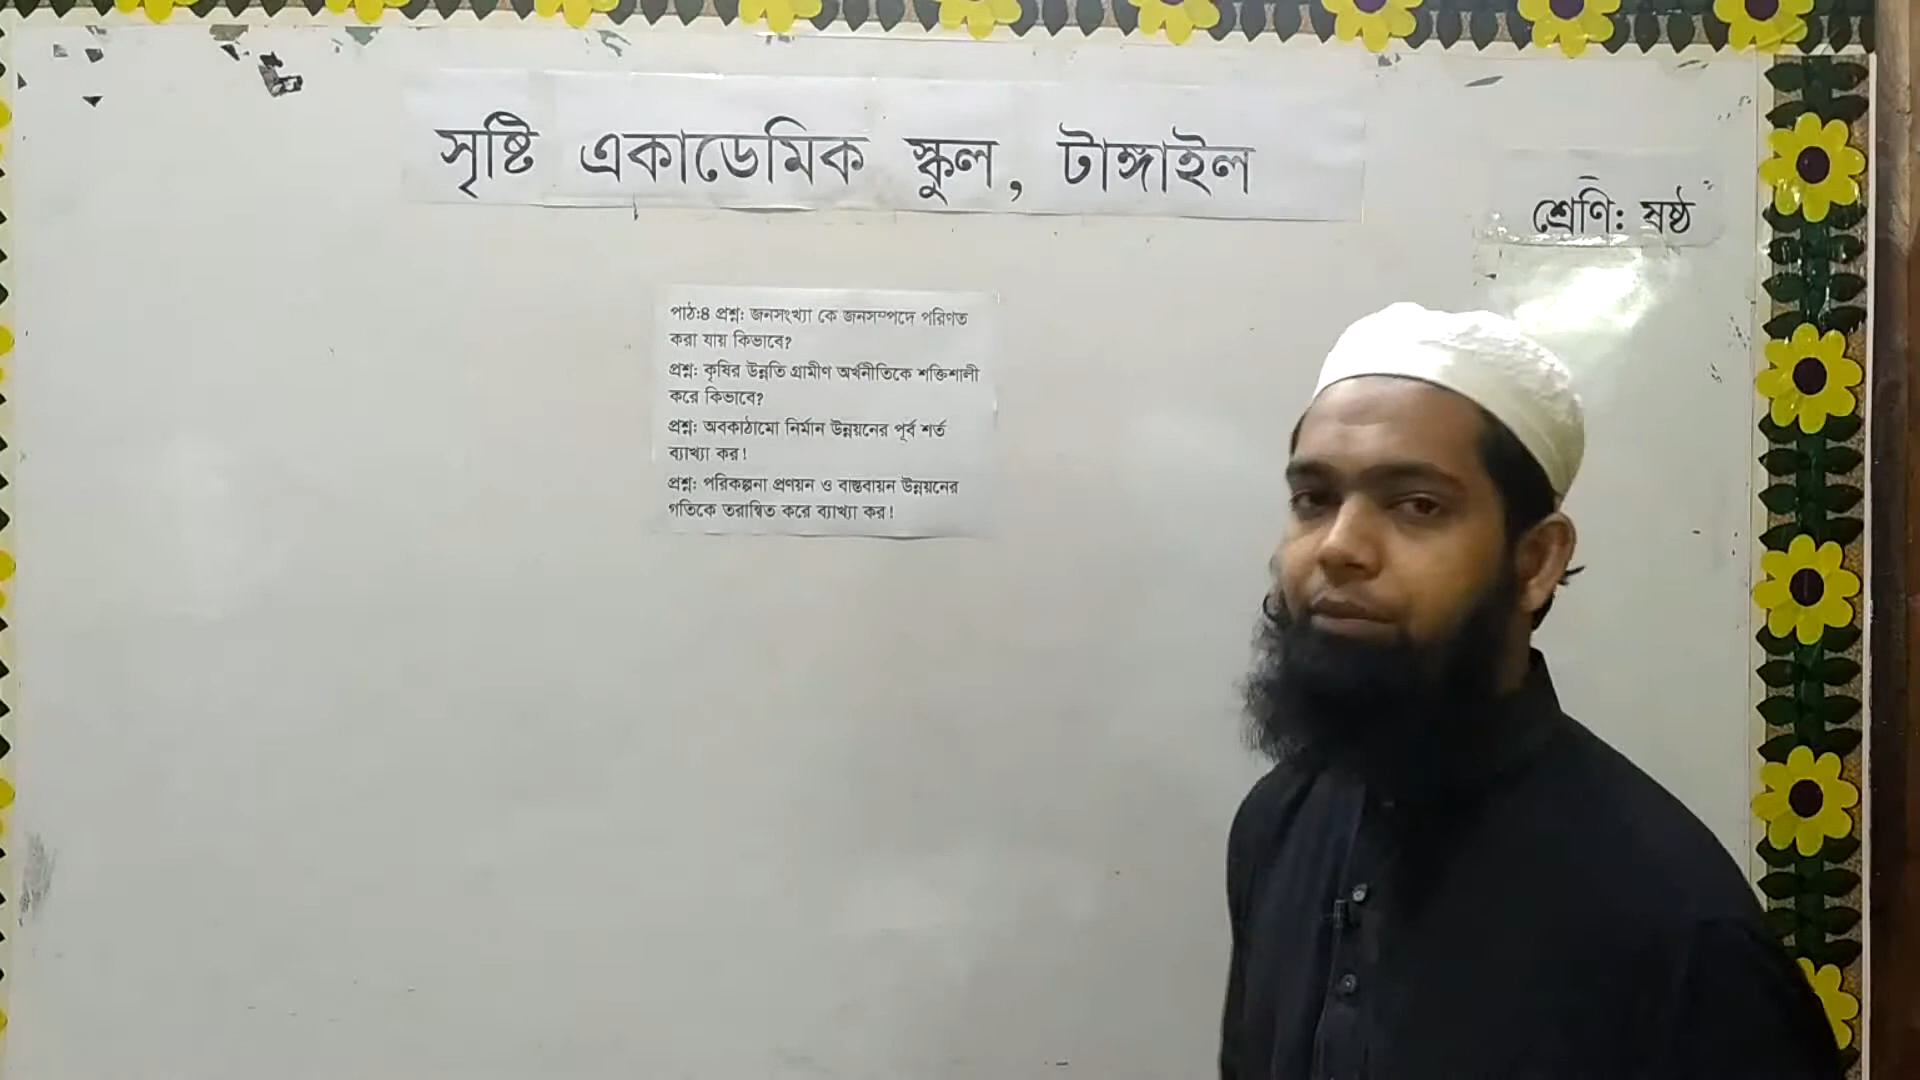 সৃষ্টি একাডেমিক স্কুল, টাঙ্গাইল
শ্রেণি: ষষ্ঠ
পাঠ:৪ প্রশ্ন: জনসংখ্যা কে জনসম্পদে পরিণত
করা যায় কিভাবে?
প্রশ্ন: কৃষির উন্নতি গ্রামীণ অর্থনীতিকে শক্তিশালী
করে কিভাবে?
প্রশ্ন: অবকাঠামো নির্মান উন্নয়নের পূর্ব শর্ত
ব্যাখ্যা কর!
প্রশ্ন: পরিকল্পনা প্রণয়ন ও বাস্তবায়ন উন্নয়নের
গতিকে তরান্বিত করে ব্যাখ্যা কর!